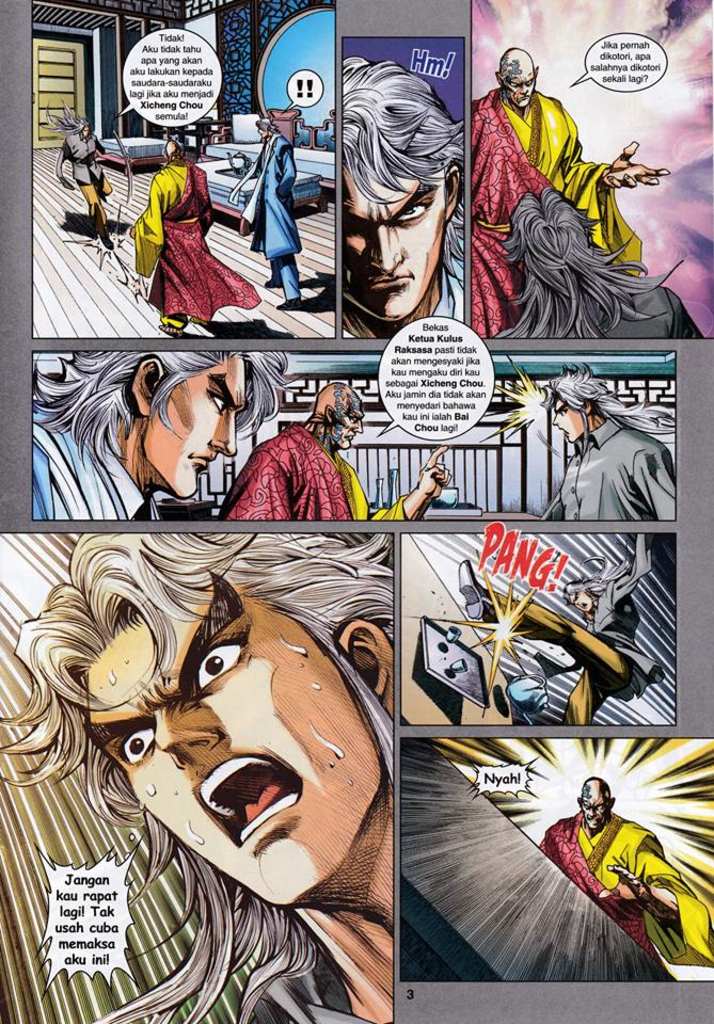 Tidak!
Aku tidak tahu
apa yang akan
aku lakukan kepada
saudara-saudaraku
lagi jika aku menjadi
Xicheng Chou
semula!
!!
Hm!
Jika pernah
dikotori, apa
salahnya dikotori
sekali lagi?
Bekas
Ketua Kulus
Raksasa pasti tidak
akan mengesyaki jika
kau mengaku diri kau
sebagai Xicheng Chou.
Aku jamin dia tidak akan
menyedari bahawa
kau ini ialah Bai
Chou lagi!
PANG!
Nyah!
Jangan
kau rapat
lagi! Tak
usah cuba
memaksa
aku ini!
3